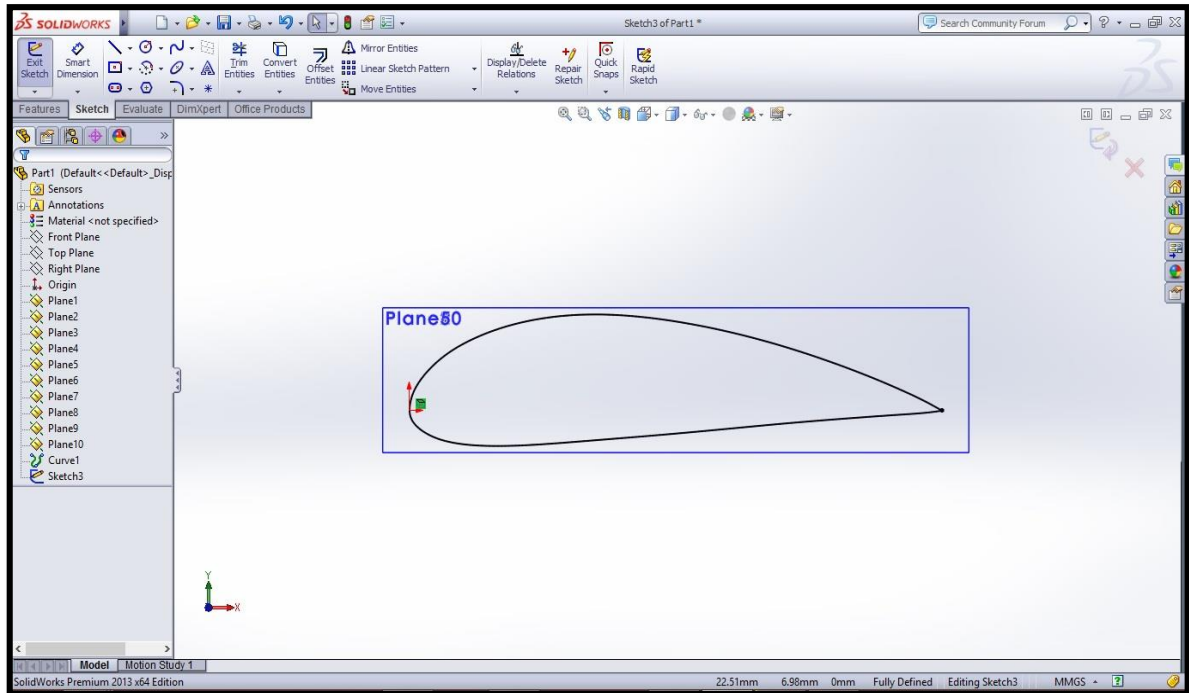 SOLIDWORKS
Sketch3 of Part1 *
Search Community Forum
Exit Sketch
Smart Dimension
Trim Entities
Convert Entities
Offset Entities
Mirror Entities
Linear Sketch Pattern
Move Entities
Display/Delete Relations
Repair Sketch
Quick Snaps
Rapid Sketch
Features Sketch Evaluate DimXpert Office Products
Part1 (Default<<Default>_Disp
Sensors
Annotations
Material <not specified>
Front Plane
Top Plane
Right Plane
Origin
Plane1
Plane2
Plane3
Plane4
Plane5
Plane6
Plane7
Plane8
Plane9
Plane10
Curve1
Sketch3
Y
X
Model Motion Study 1
SolidWorks Premium 2013 x64 Edition 22.51mm 6.98mm 0mm Fully Defined Editing Sketch3 MMGS